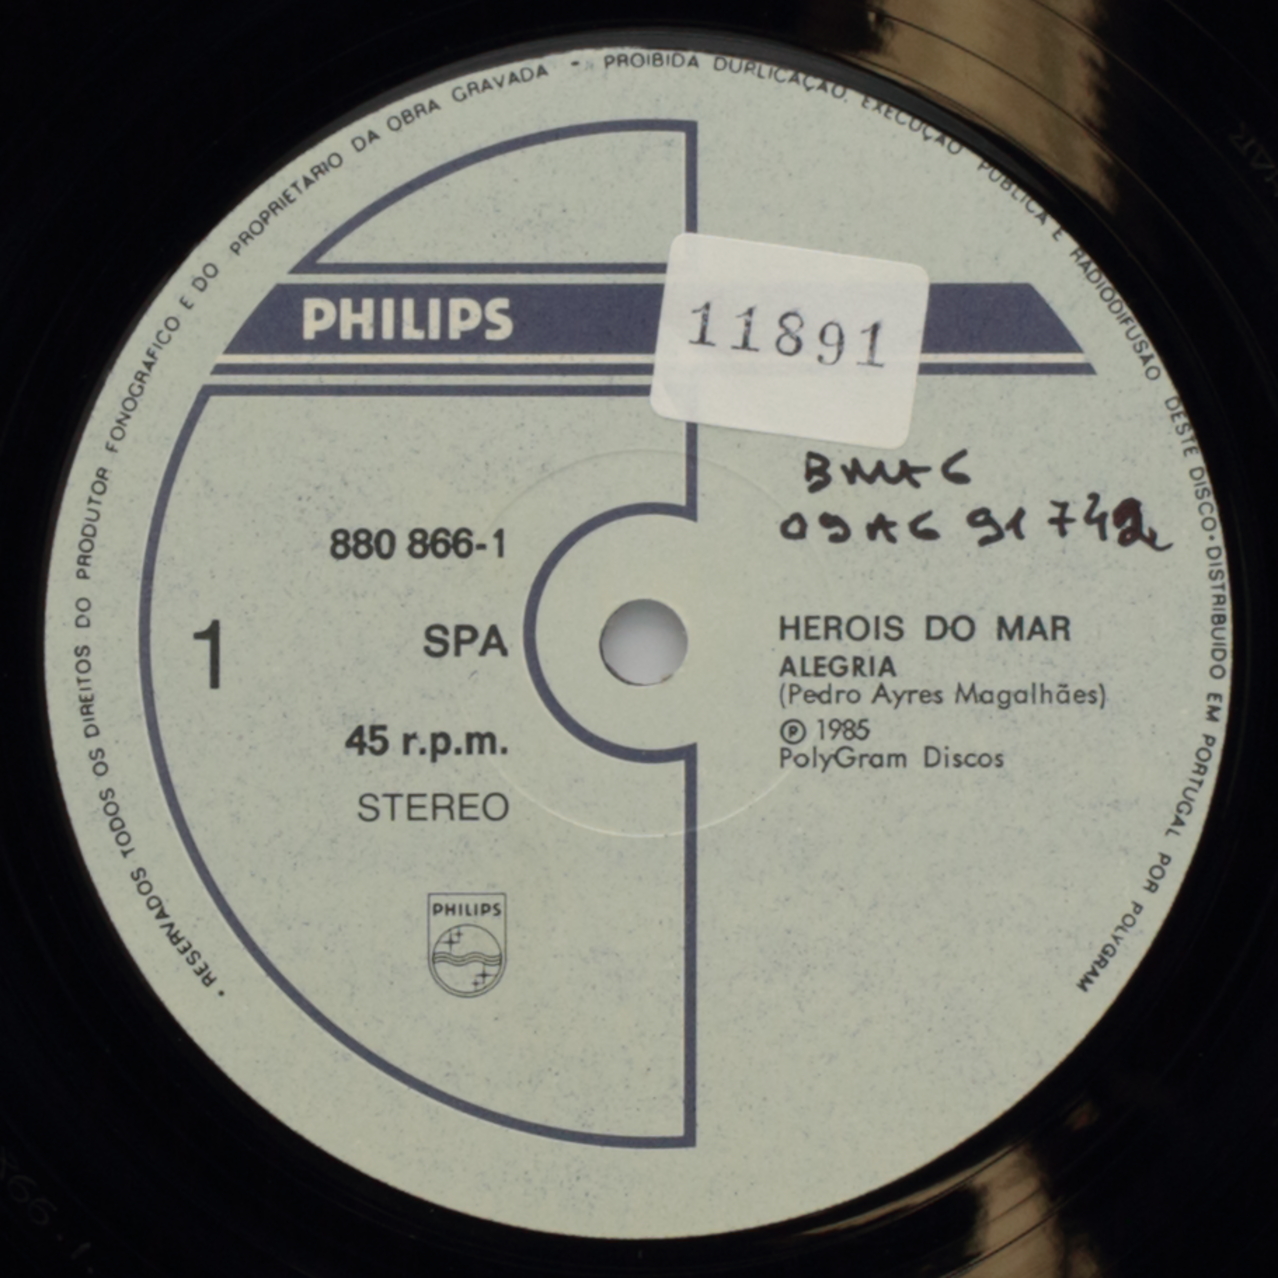 • RESERVADOS TODOS OS DIREITOS DO PRODUTOR FONOGRAFICO E DO PROPRIETARIO DA OBRA GRAVADA - PROIBIDA DUPLICAÇÃO, EXECUÇÃO PUBLICA E RADIODIFUSÃO DESTE DISCO • DISTRIBUIDO EM PORTUGAL POR POLYGRAM
PHILIPS
11891
880 866-1
1
SPA
45 r.p.m.
STEREO
PHILIPS
91 742
HEROIS DO MAR
ALEGRIA
(Pedro Ayres Magalhães)
℗ 1985
PolyGram Discos